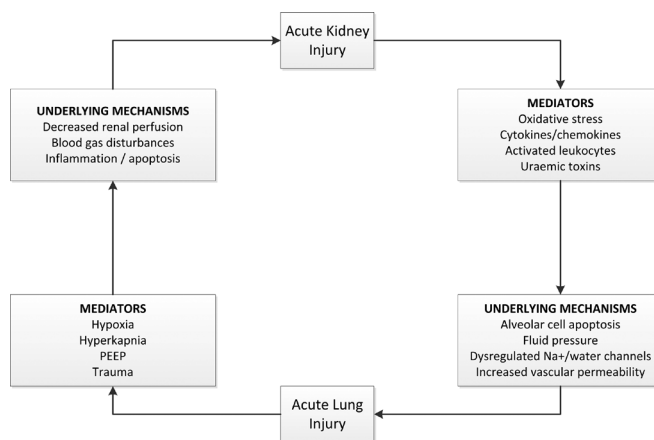 Acute Kidney
Injury
UNDERLYING MECHANISMS
Decreased renal perfusion
Blood gas disturbances
Inflammation / apoptosis
MEDIATORS
Oxidative stress
Cytokines/chemokines
Activated leukocytes
Uraemic toxins
MEDIATORS
Hypoxia
Hyperkapnia
PEEP
Trauma
UNDERLYING MECHANISMS
Alveolar cell apoptosis
Fluid pressure
Dysregulated Na+/water channels
Increased vascular permeability
Acute Lung
Injury